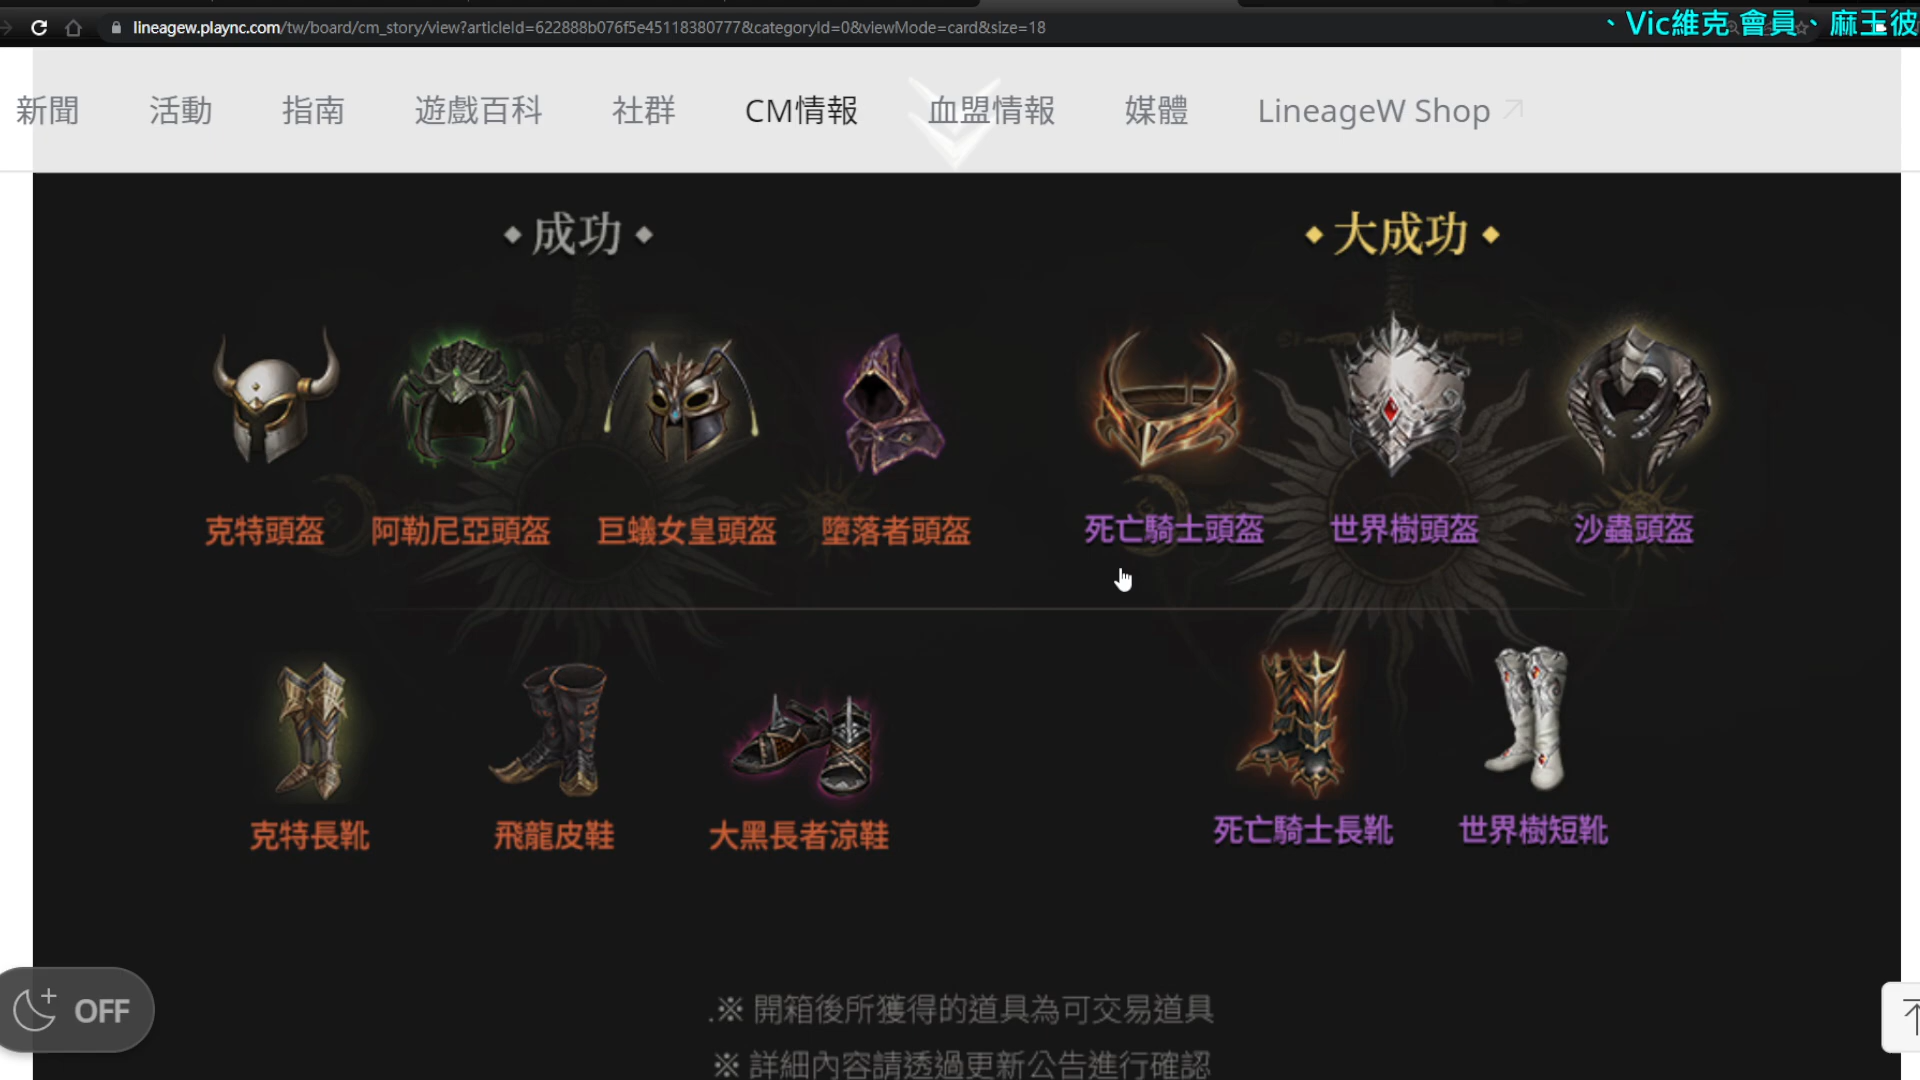 lineagew.plaync.com/tw/board/cm_story/view?articleId=622888b076f5e45118380777&categoryId=0&viewMode=card&size=18
、Vic維克 會員、麻玉彼
新聞 活動 指南 遊戲百科 社群 CM情報 血盟情報 媒體 LineageW Shop
成功 大成功
克特頭盔 阿勒尼亞頭盔 巨蟻女皇頭盔 墮落者頭盔 死亡騎士頭盔 世界樹頭盔 沙蟲頭盔
克特長靴 飛龍皮鞋 大黑長者涼鞋 死亡騎士長靴 世界樹短靴
OFF
.※ 開箱後所獲得的道具為可交易道具
※ 詳細內容請透過更新公告進行確認